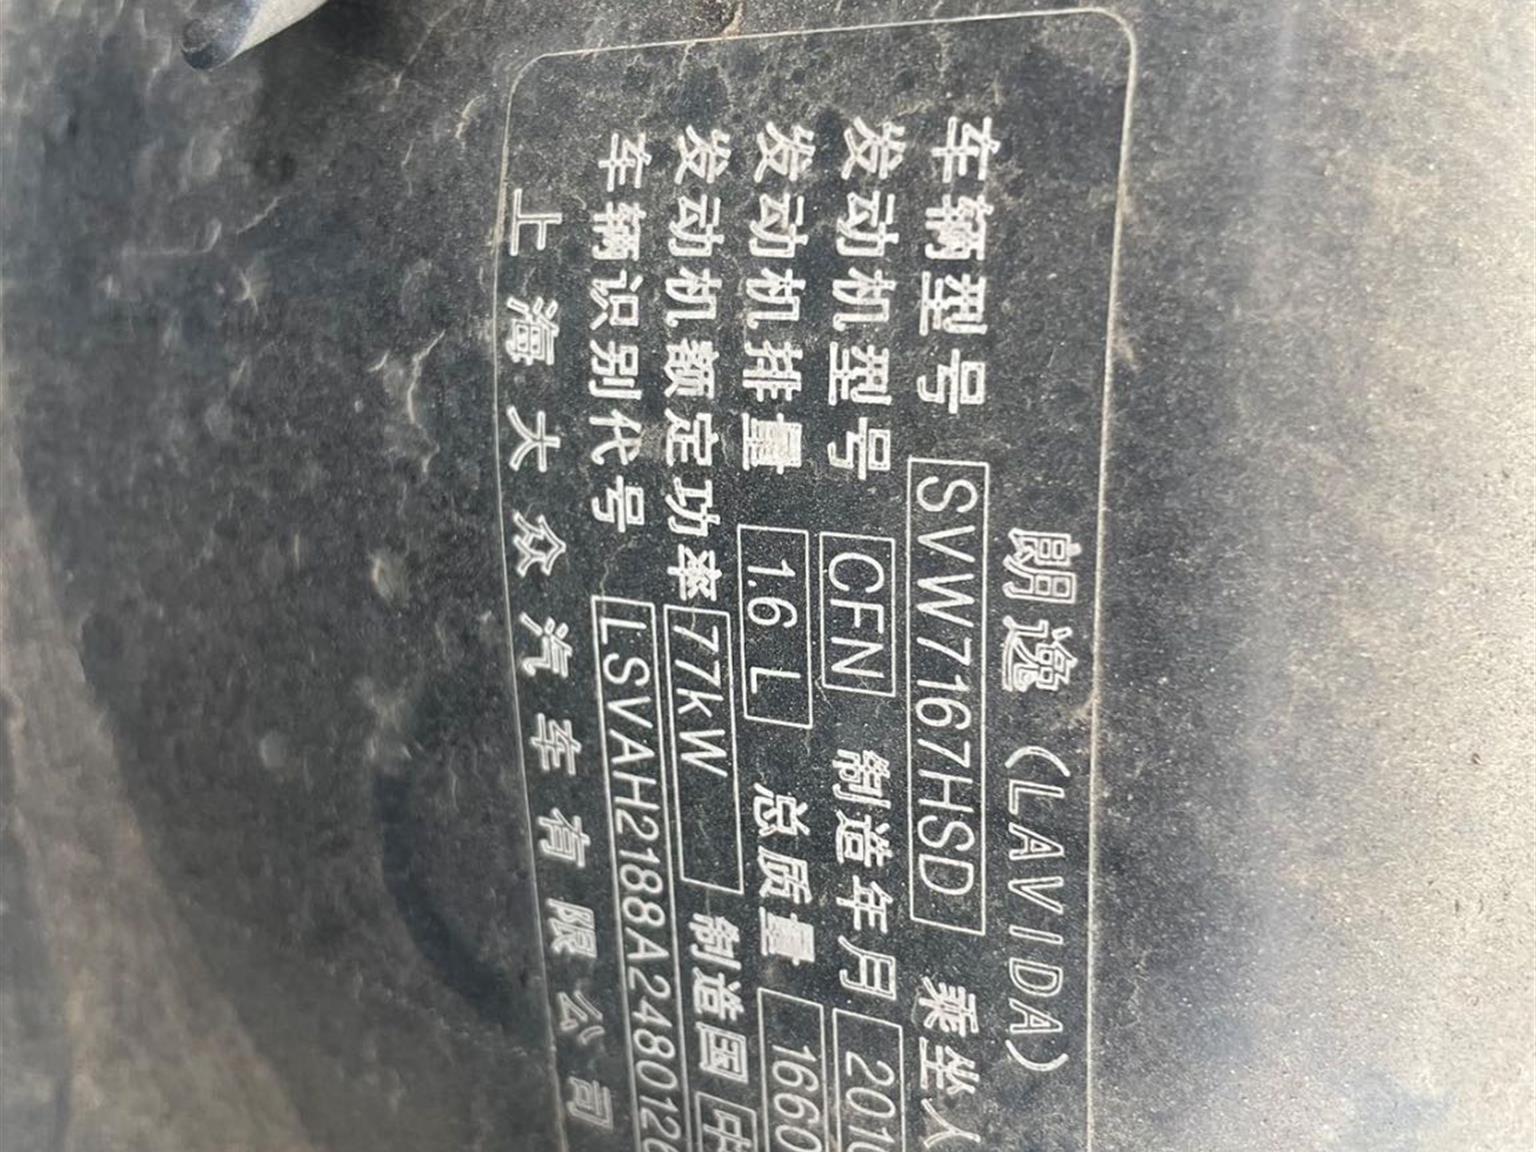 朗逸 (LAVIDA)
车辆型号 SVW7167HSD 乘坐人
发动机型号 CFN 制造年月 2010
发动机排量 1.6 L 总质量 1660
发动机额定功率 77kW 制造国 中
车辆识别代号 LSVAH2188A2480126
上海大众汽车有限公司